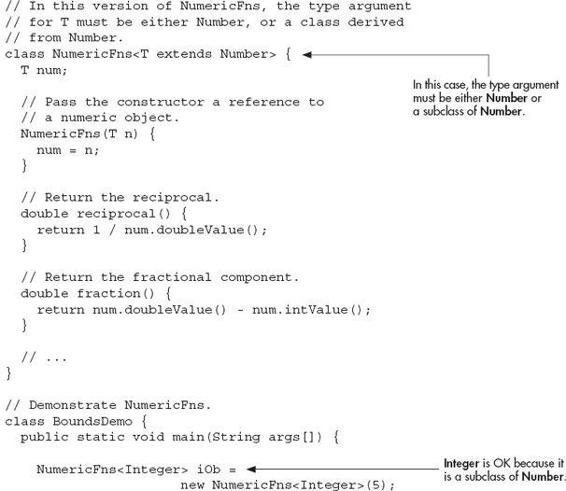 // In this version of NumericFns, the type argument
// for T must be either Number, or a class derived
// from Number.
class NumericFns<T extends Number> {
T num;
In this case, the type argument
must be either Number or
a subclass of Number.
// Pass the constructor a reference to
// a numeric object.
NumericFns(T n) {
num = n;
}
// Return the reciprocal.
double reciprocal() {
return 1 / num.doubleValue();
}
// Return the fractional component.
double fraction() {
return num.doubleValue() - num.intValue();
}
// ...
}
// Demonstrate NumericFns.
class BoundsDemo {
public static void main(String args[]) {
NumericFns<Integer> iOb =
new NumericFns<Integer>(5);
Integer is OK because it
is a subclass of Number.